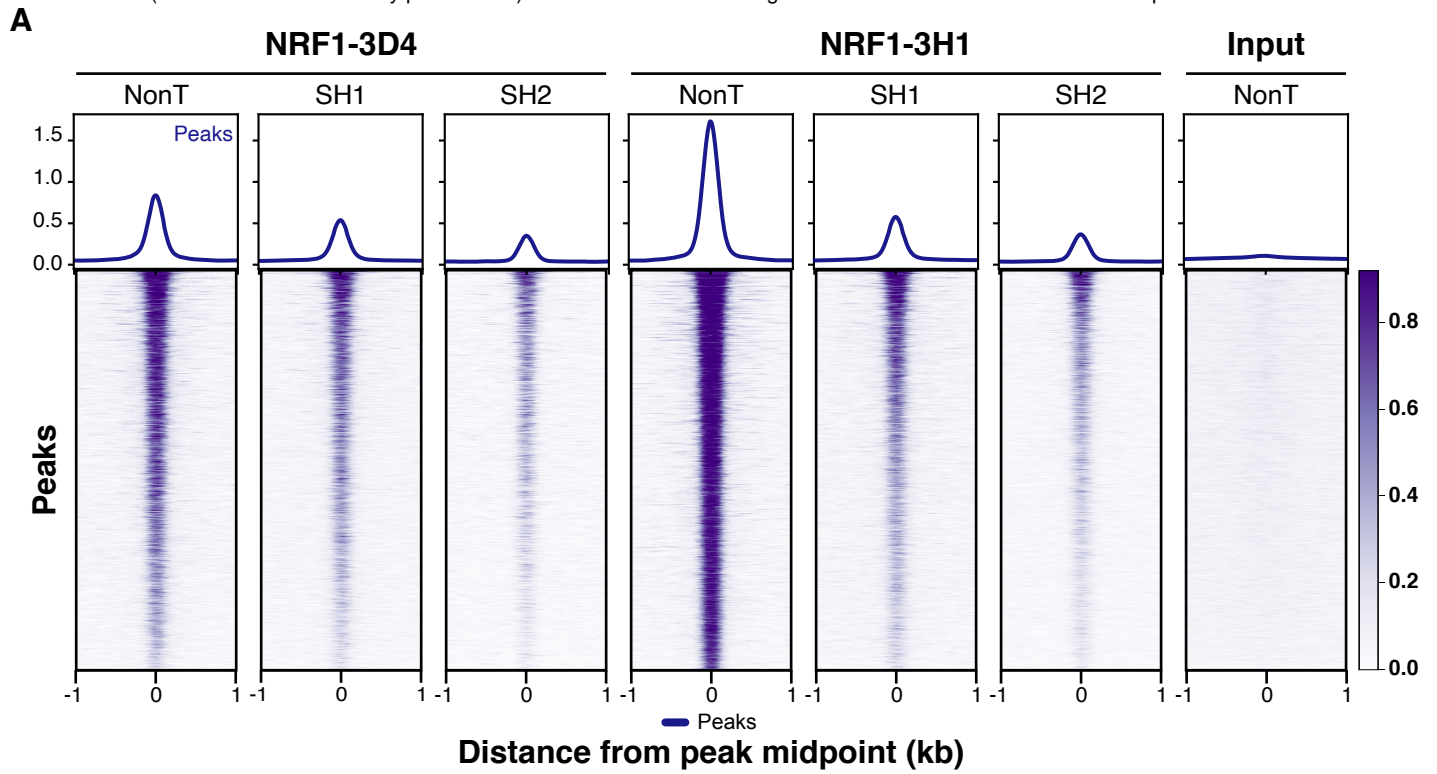 A
NRF1-3D4 NRF1-3H1 Input
NonT SH1 SH2 NonT SH1 SH2 NonT
Peaks
1.5
1.0
0.5
0.0
Peaks
0.8
0.6
0.4
0.2
0.0
-1 0 1 -1 0 1 -1 0 1 -1 0 1 -1 0 1 -1 0 1 -1 0 1
Peaks
Distance from peak midpoint (kb)